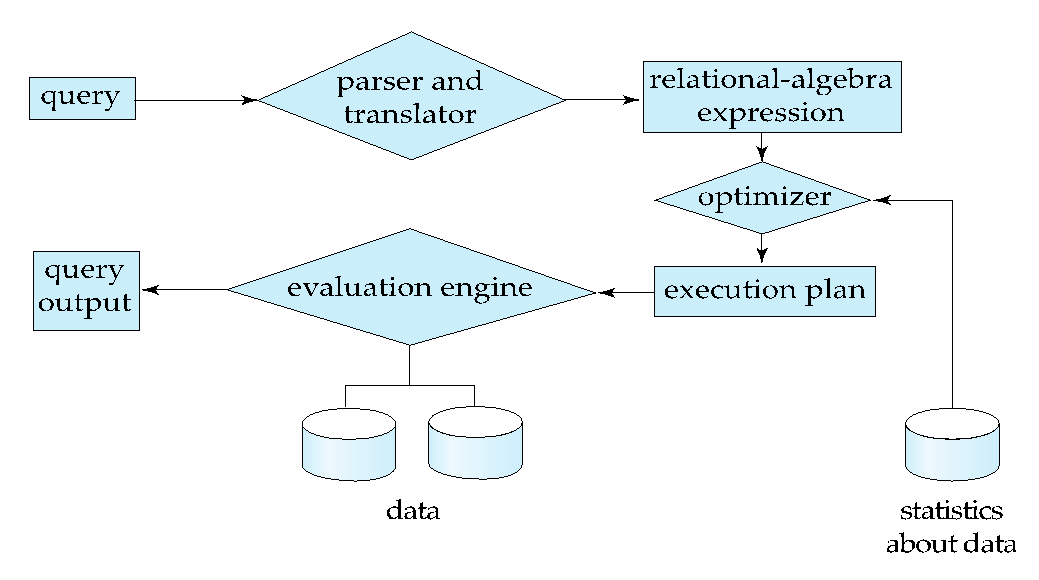 query
parser and
translator
relational-algebra
expression
optimizer
query
output
evaluation engine
execution plan
data
statistics
about data